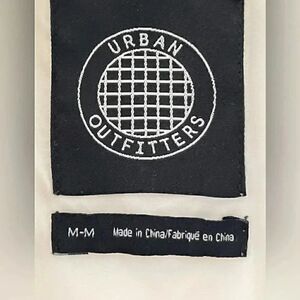 URBAN
OUTFITTERS
M-M Made in China/Fabriqué en China